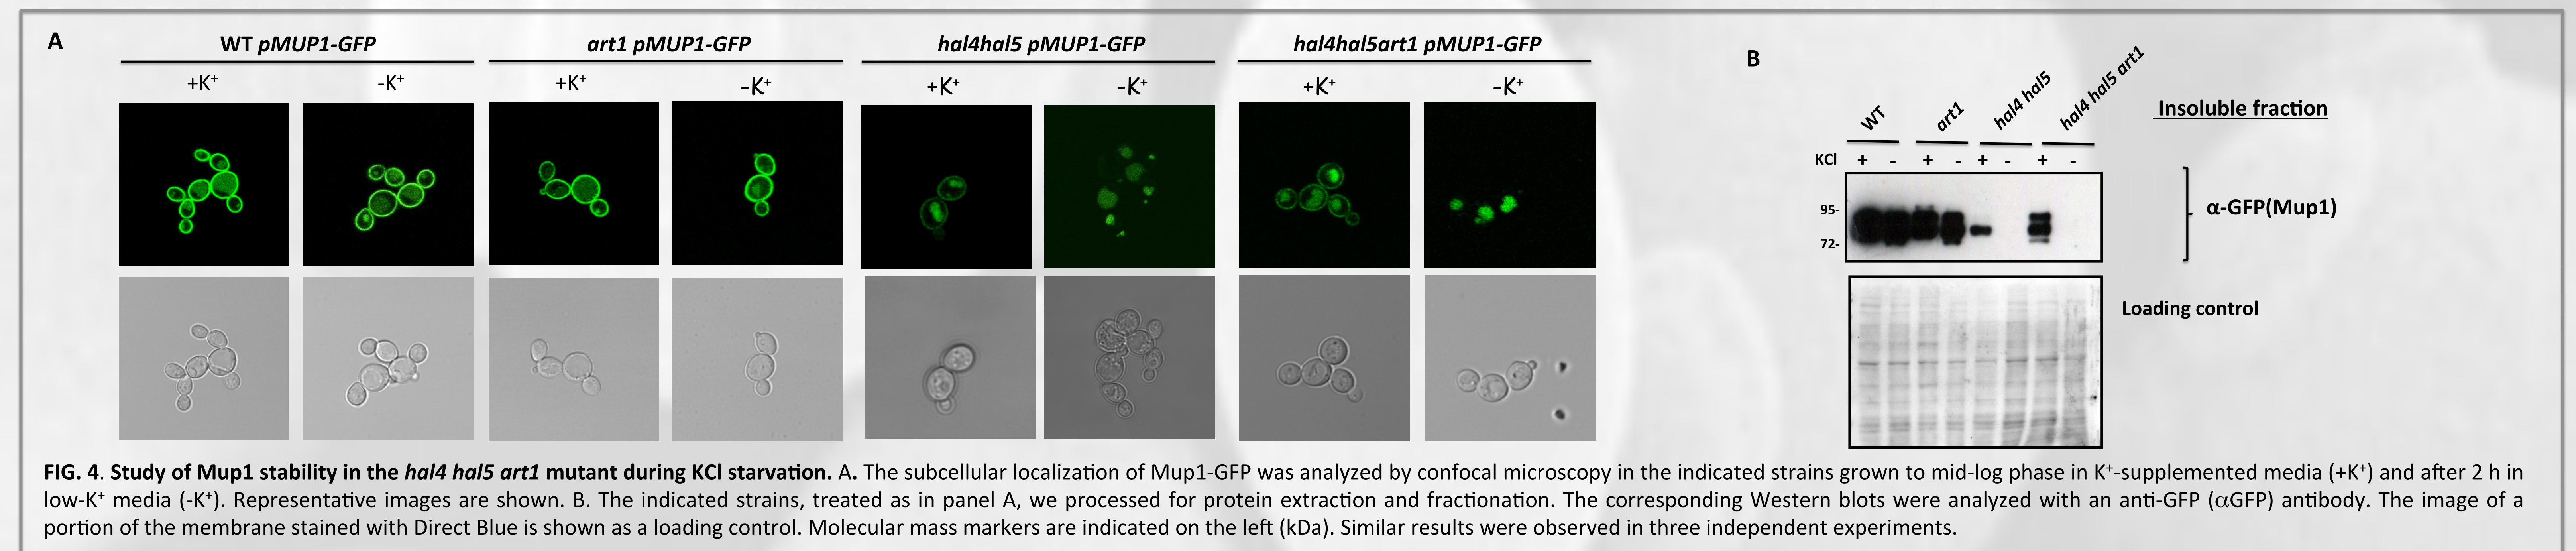 A
WT pMUP1-GFP
art1 pMUP1-GFP
hal4hal5 pMUP1-GFP
hal4hal5art1 pMUP1-GFP
+K⁺
-K⁺
+K⁺
-K⁺
+K⁺
-K⁺
+K⁺
-K⁺
B
WT
art1
hal4 hal5
hal4 hal5 art1
Insoluble fraction
KCl + - + - + - + -
95-
72-
α-GFP(Mup1)
Loading control
FIG. 4. Study of Mup1 stability in the hal4 hal5 art1 mutant during KCl starvation. A. The subcellular localization of Mup1-GFP was analyzed by confocal microscopy in the indicated strains grown to mid-log phase in K⁺-supplemented media (+K⁺) and after 2 h in
low-K⁺ media (-K⁺). Representative images are shown. B. The indicated strains, treated as in panel A, we processed for protein extraction and fractionation. The corresponding Western blots were analyzed with an anti-GFP (αGFP) antibody. The image of a
portion of the membrane stained with Direct Blue is shown as a loading control. Molecular mass markers are indicated on the left (kDa). Similar results were observed in three independent experiments.